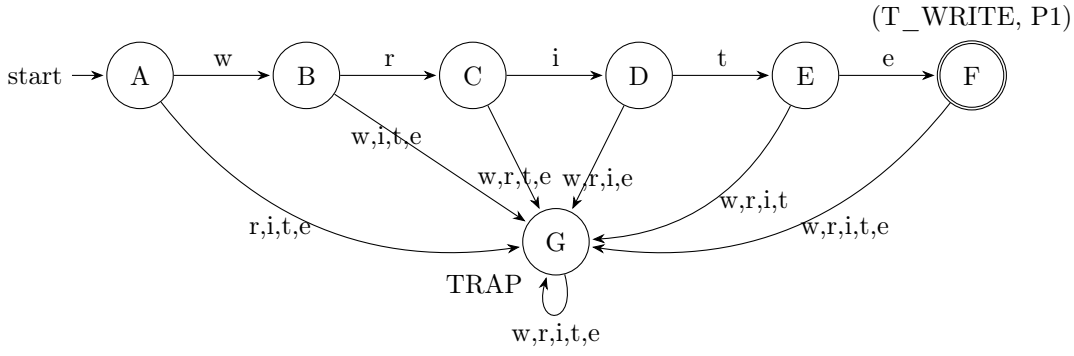 (T_WRITE, P1)
start
A
w
B
r
C
i
D
t
E
e
F
w,i,t,e
w,r,t,e
w,r,i,e
w,r,i,t
r,i,t,e
w,r,i,t,e
G
TRAP
w,r,i,t,e